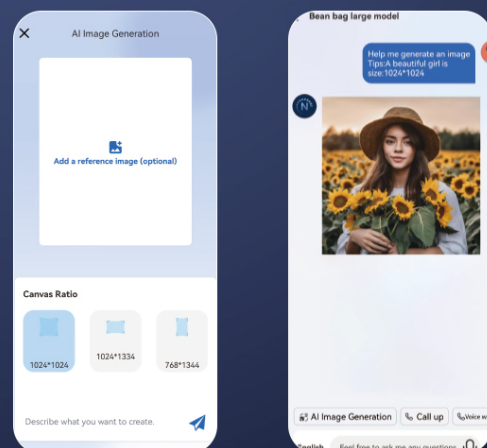 AI Image Generation
Add a reference image (optional)
Canvas Ratio
1024*1024
1024*1334
768*1344
Describe what you want to create.
Bean bag large model
Help me generate an image
Tips:A beautiful girl is
size:1024*1024
N
AI Image Generation
Call up
Voice
English
Feel free to ask me any questions